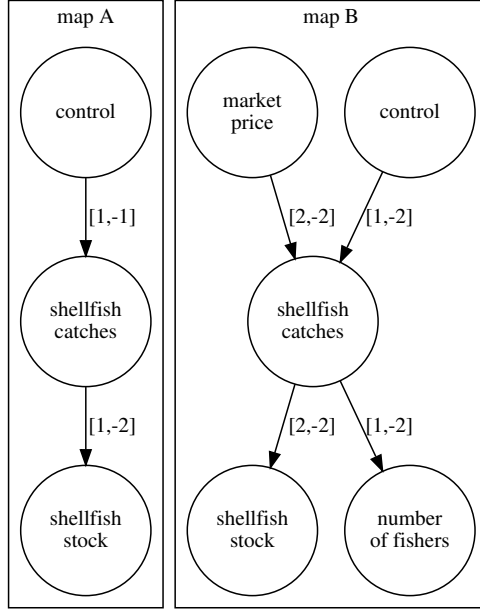 map A
control
[1,-1]
shellfish
catches
[1,-2]
shellfish
stock
map B
market
price
control
[2,-2]
[1,-2]
shellfish
catches
[2,-2]
[1,-2]
shellfish
stock
number
of fishers